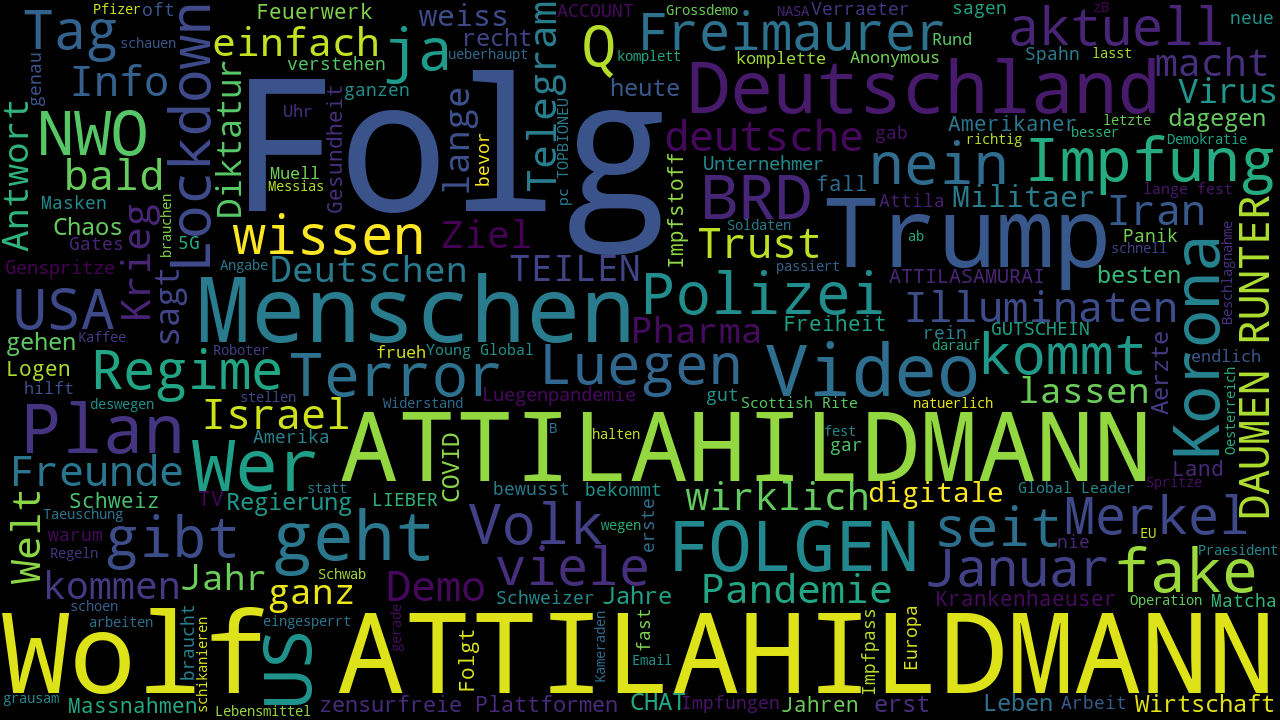 Pfizer oft Feuerwerk weiss ACCOUNT Grossdemo NASA Verraeter sagen zB neue
Tag schauen Lockdown einfach ja recht ueberhaupt Telegram Q komplett Freimaurer Rund aktuell
genau Info verstehen komplette Anonymous Spahn lasst macht
ganzen heute Deutschland Virus
Antwort NWO Diktatur Uhr Gesundheit Folg lange bevor pc TOPBIONEU deutsche gab Amerikaner letzte dagegen
richtig besser Demokratie
bald Muell Messias Impfstoff Unternehmer nein Impfung
Masken BRD fall Attila Militaer lange fest
Chaos Krieg brauchen wissen Ziel Soldaten Trump Iran DAUMEN RUNTERG
Gates 5G Trust ab Panik
Genspritze sagt Angabe Deutschen TEILEN passiert ATTILASAMURAI schnell besten Korona Beschlagnahme
USA Menschen Polizei Illuminaten
Kaffee Pharma Freiheit rein GUTSCHEIN
gehen Roboter frueh Young Global darauf kommt Aerzte endlich
Logen Regime Terror Luegen Video
hilft stellen Luegenpandemie gut lassen
deswegen Israel Widerstand Scottish Rite natuerlich Oesterreich
Plan Wer ATTILAHILDMANN B halten fest gar
Amerika COVID
Freunde Land
Welt Schweiz TV statt Regierung LIEBER bewusst bekommt wirklich digitale Global Leader Spritze
Taeuschung erste wegen
warum gibt geht Volk FOLGEN seit Merkel EU
Regeln viele nie Praesident
kommen Jahr Schwab Demo Pandemie Januar fake
schoen ganz Schweizer Jahre Krankenhaeuser Operation Matcha
arbeiten braucht schikanieren eingesperrt gerade Kameraden fast Impfpass Europa
Wolf US ATTILAHILDMANN
Folgt Email
grausam Massnahmen Lebensmittel zensurfreie Plattformen CHAT Impfungen Jahren erst Leben Arbeit Wirtschaft